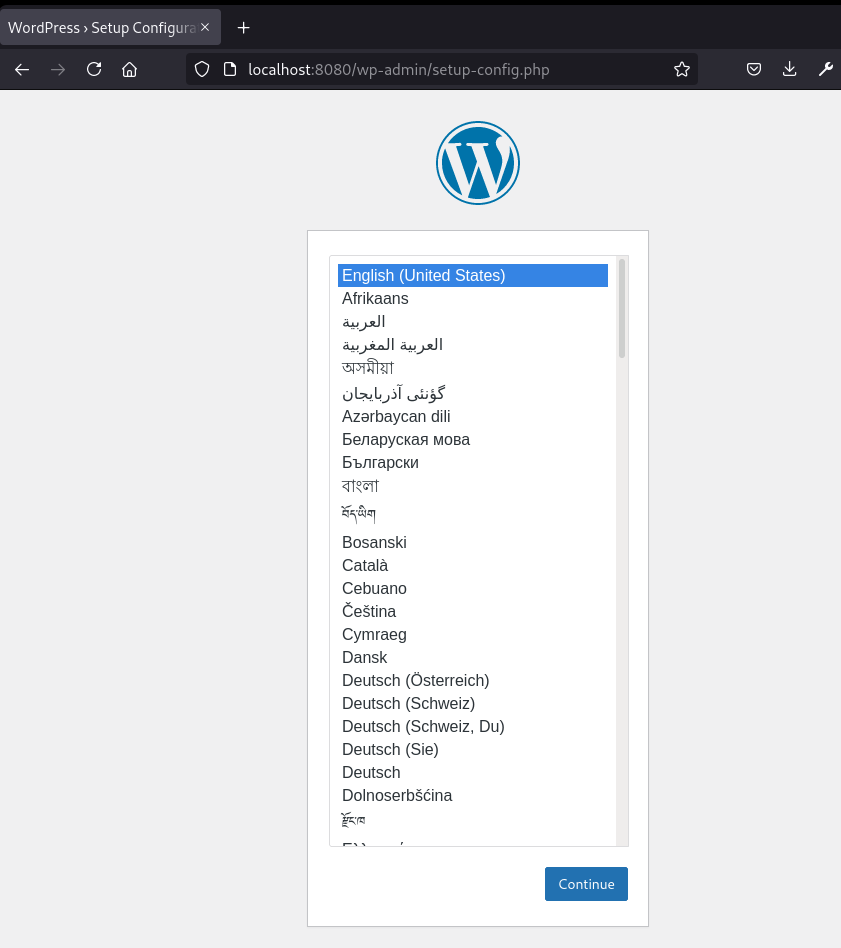 WordPress › Setup Configura
localhost:8080/wp-admin/setup-config.php
English (United States)
Afrikaans
العربية
العربية المغربية
অসমীয়া
گؤنئی آذربایجان
Azərbaycan dili
Беларуская мова
Български
বাংলা
བོད་ཡིག
Bosanski
Català
Cebuano
Čeština
Cymraeg
Dansk
Deutsch (Österreich)
Deutsch (Schweiz)
Deutsch (Schweiz, Du)
Deutsch (Sie)
Deutsch
Dolnoserbšćina
རྫོང་ཁ
Continue